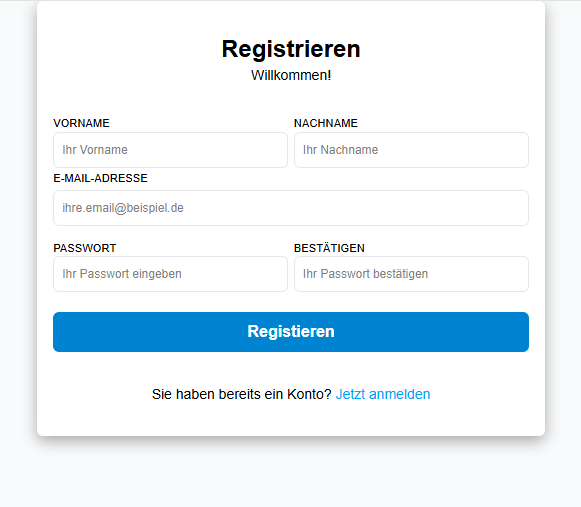 Registrieren
Willkommen!
VORNAME NACHNAME
Ihr Vorname Ihr Nachname
E-MAIL-ADRESSE
ihre.email@beispiel.de
PASSWORT BESTÄTIGEN
Ihr Passwort eingeben Ihr Passwort bestätigen
Registieren
Sie haben bereits ein Konto? Jetzt anmelden